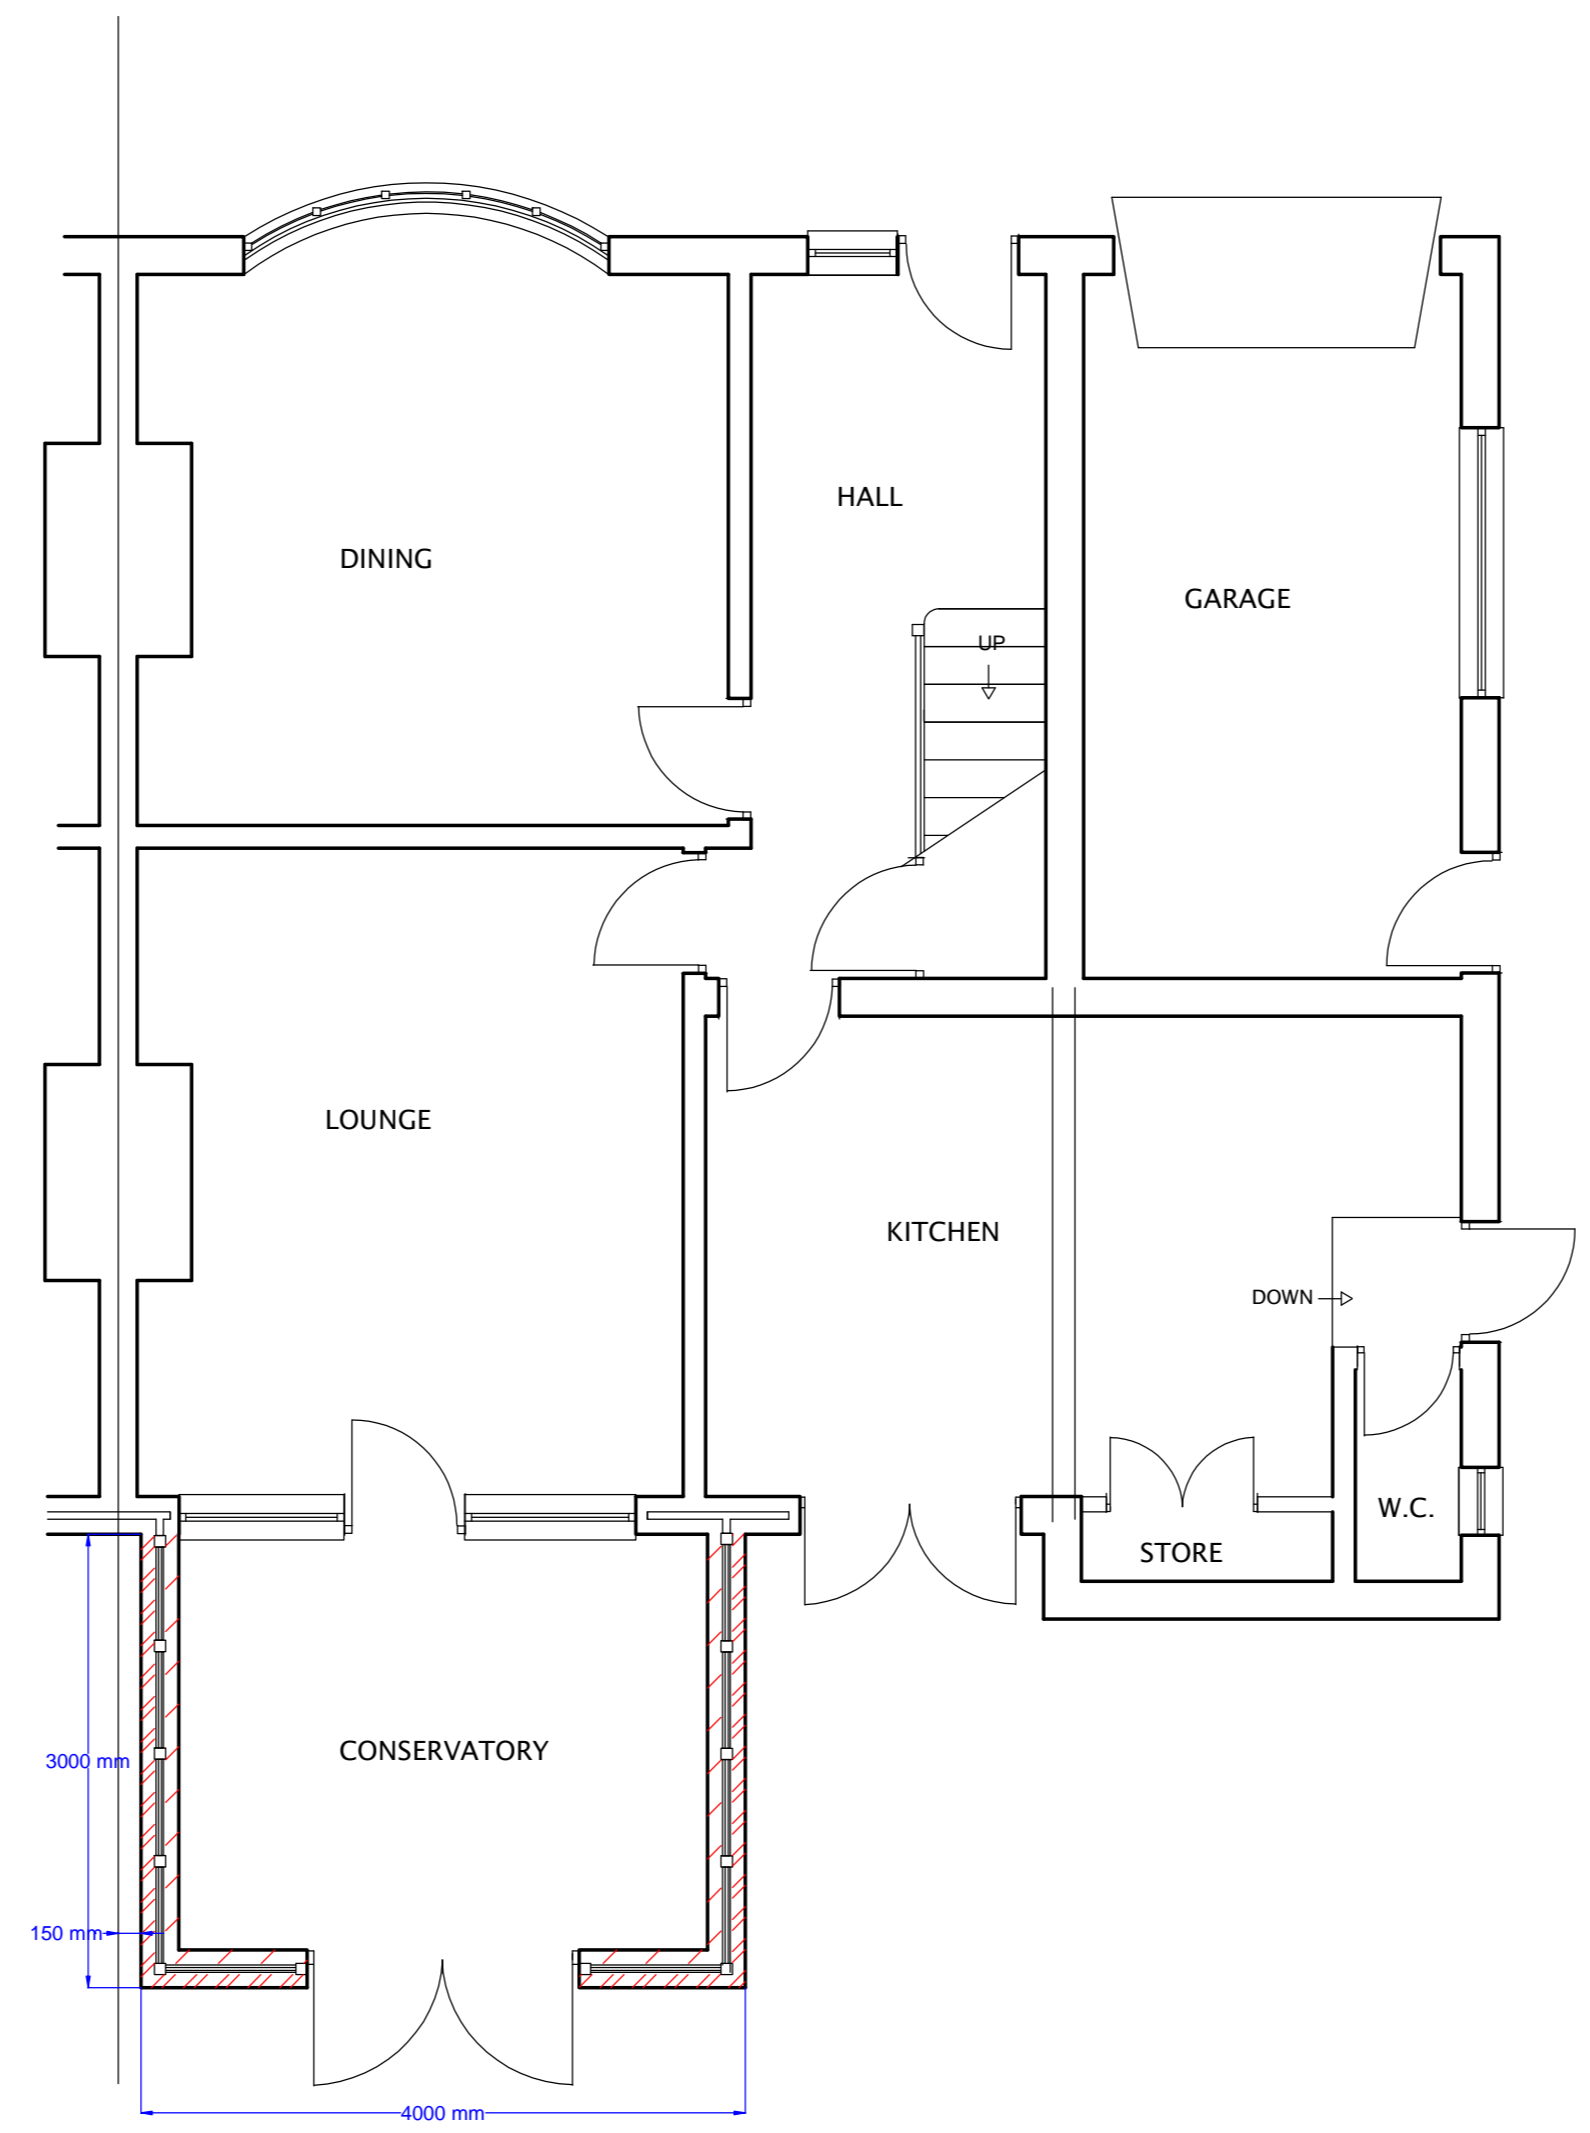 HALL
DINING
GARAGE
UP
LOUNGE
KITCHEN
DOWN
W.C.
STORE
CONSERVATORY
3000 mm
150 mm
4000 mm